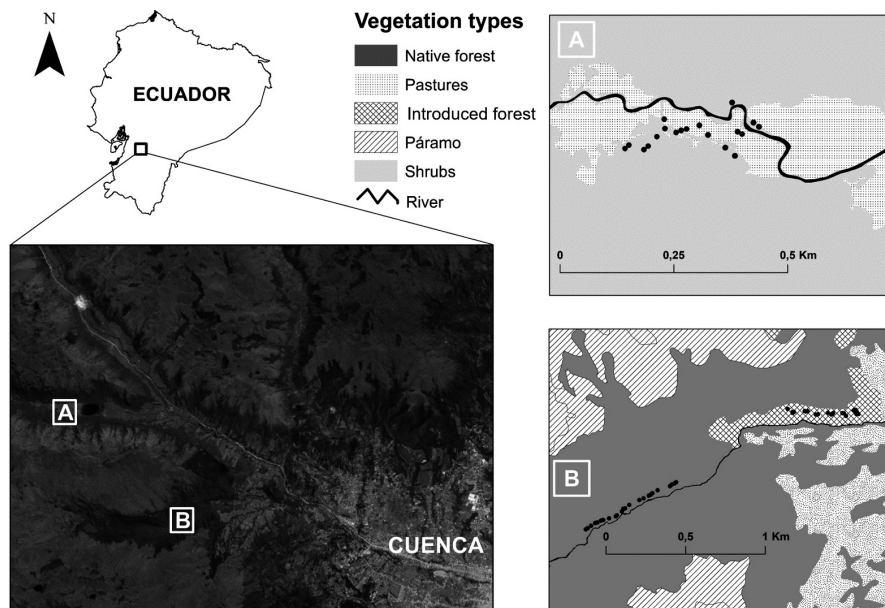 N
ECUADOR
Vegetation types
Native forest
Pastures
Introduced forest
Páramo
Shrubs
River
A
B
CUENCA
A
0 0,25 0,5 Km
B
0 0,5 1 Km